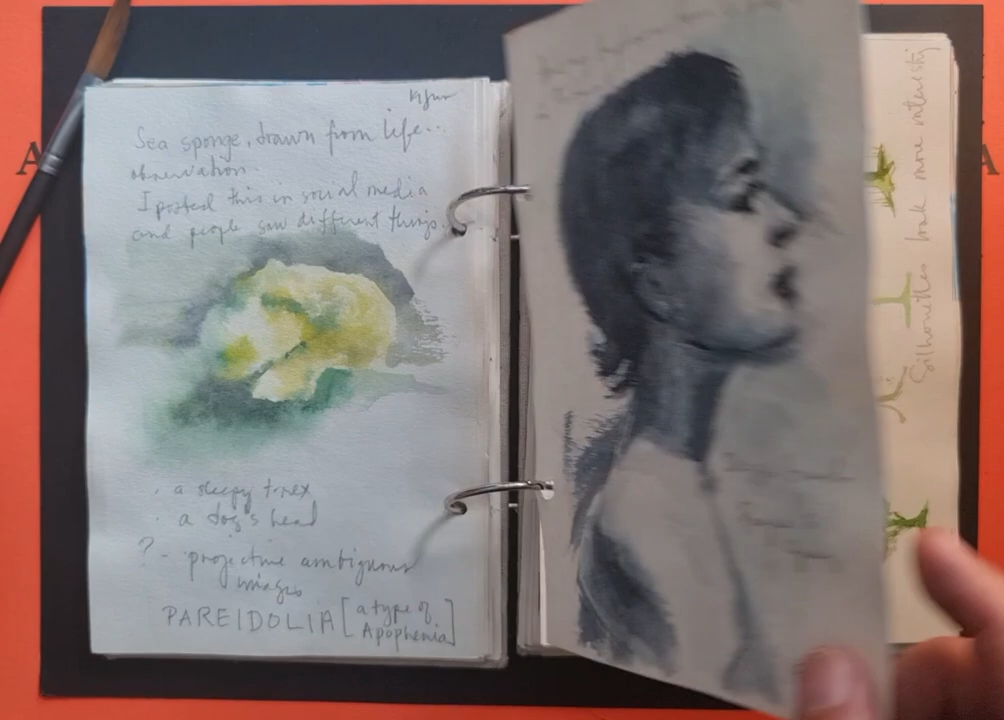 Sea sponge, drawn from life...
observation.
I posted this in social media
and people saw different things.
. a sleepy t-rex
. a dog's head
? - projective ambiguous
images
PAREIDOLIA [a type of
Apophenia]
Silhouettes look more interesting
A
A